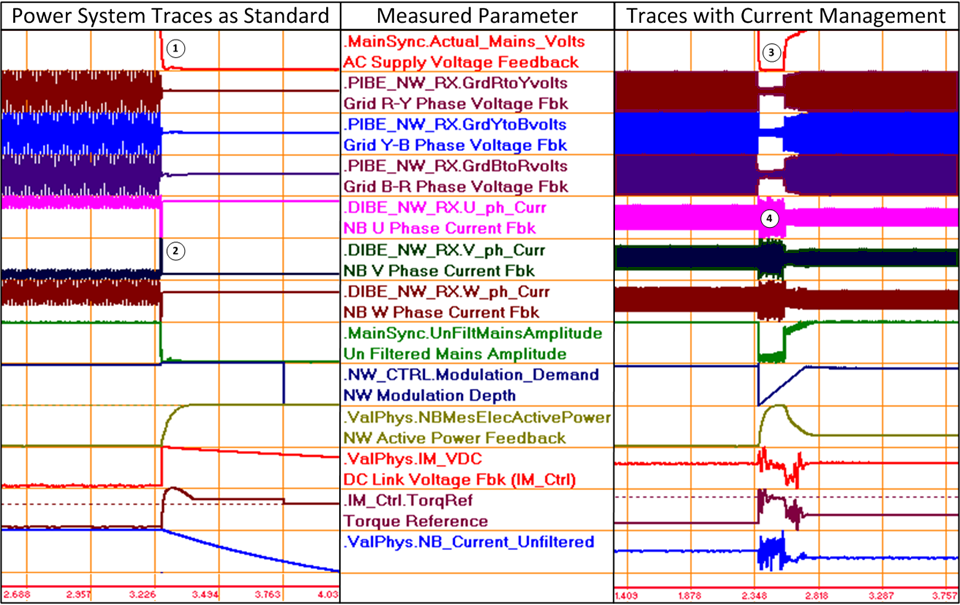 Power System Traces as Standard
Measured Parameter
Traces with Current Management
1
2
.MainSync.Actual_Mains_Volts
AC Supply Voltage Feedback
.PIBE_NW_RX.GrdRtoYvolts
Grid R-Y Phase Voltage Fbk
.PIBE_NW_RX.GrdYtoBvolts
Grid Y-B Phase Voltage Fbk
.PIBE_NW_RX.GrdBtoRvolts
Grid B-R Phase Voltage Fbk
.DIBE_NW_RX.U_ph_Curr
NB U Phase Current Fbk
.DIBE_NW_RX.V_ph_Curr
NB V Phase Current Fbk
.DIBE_NW_RX.W_ph_Curr
NB W Phase Current Fbk
.MainSync.UnFiltMainsAmplitude
Un Filtered Mains Amplitude
.NW_CTRL.Modulation_Demand
NW Modulation Depth
.ValPhys.NBMesElecActivePower
NW Active Power Feedback
.ValPhys.IM_VDC
DC Link Voltage Fbk (IM_Ctrl)
.IM_Ctrl.TorqRef
Torque Reference
.ValPhys.NB_Current_Unfiltered
3
4
2.688 2.957 3.226 3.494 3.763 4.03
1.409 1.878 2.348 2.818 3.287 3.757